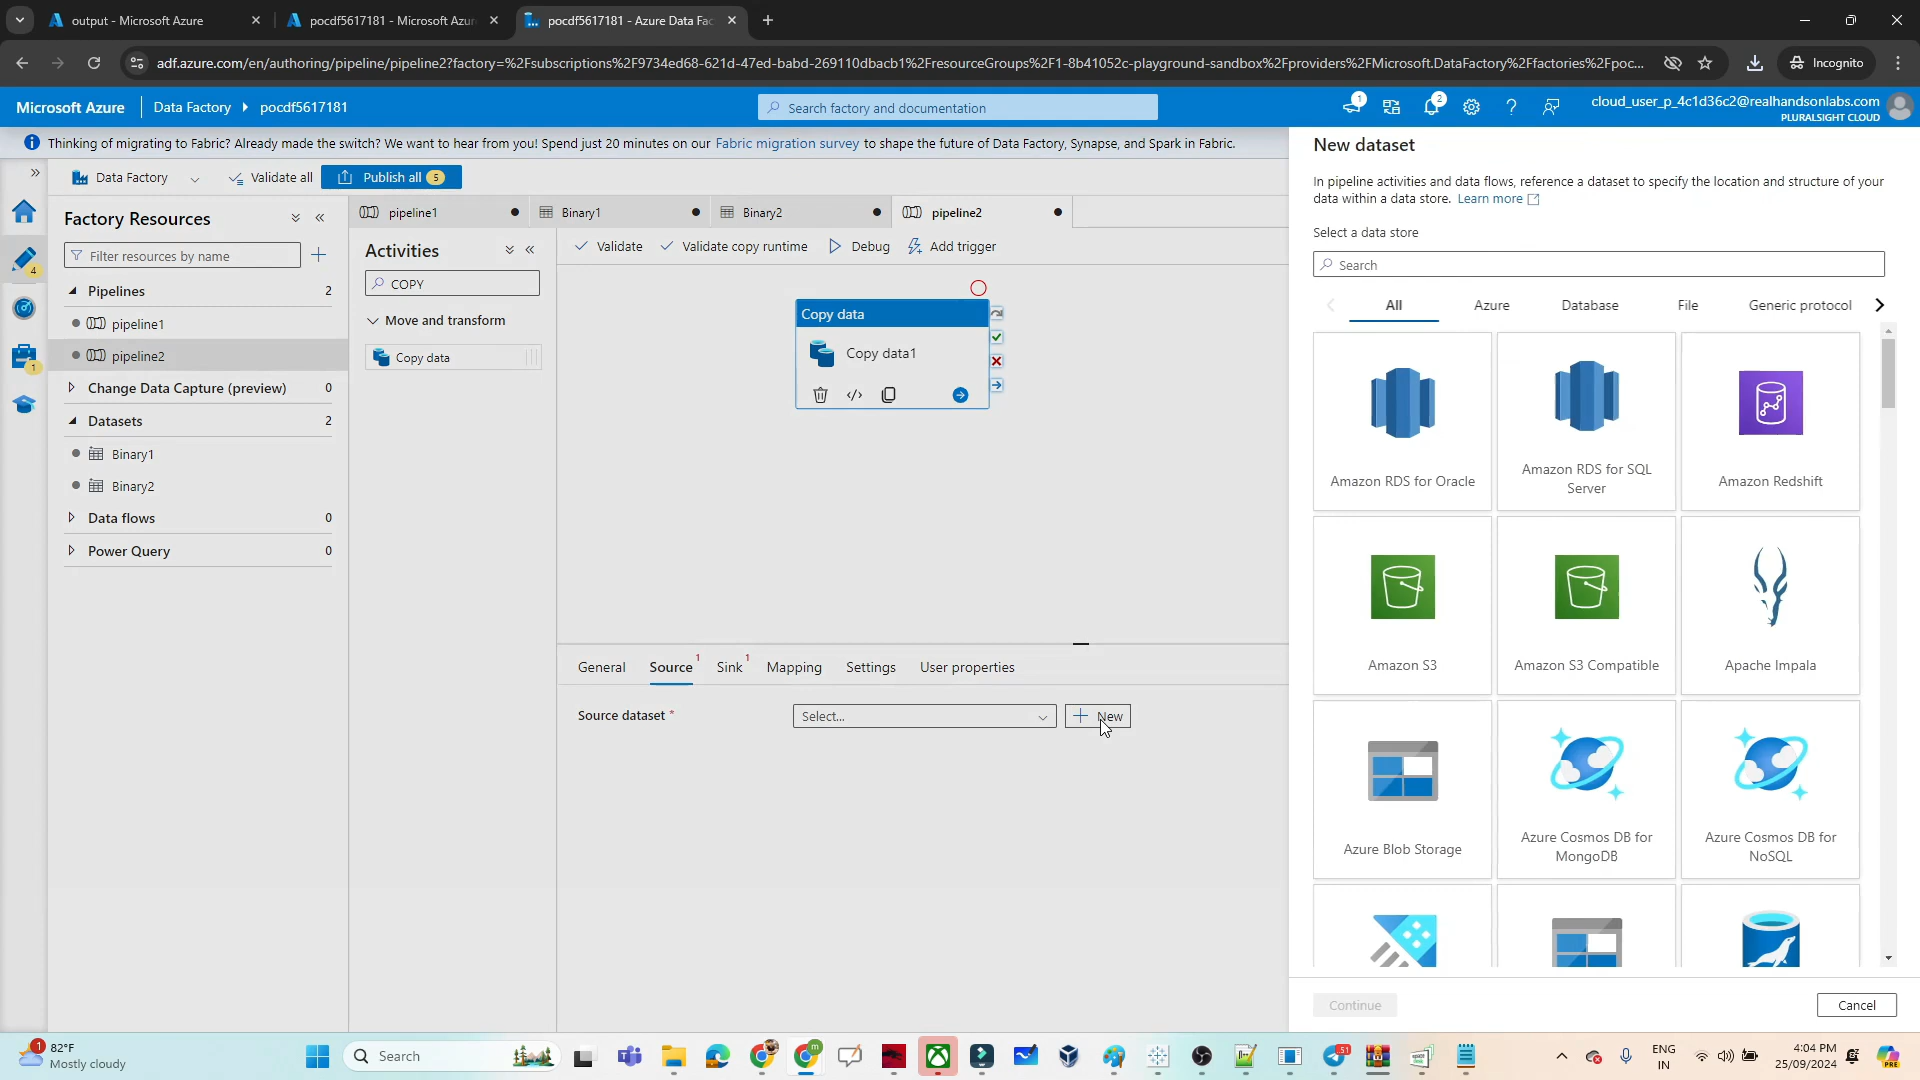 output - Microsoft Azure
pocdf5617181 - Microsoft Azur
pocdf5617181 - Azure Data Fac
adf.azure.com/en/authoring/pipeline/pipeline2?factory=%2Fsubscriptions%2F9734ed68-621d-47ed-babd-269110dbacb1%2FresourceGroups%2F1-8b41052c-playground-sandbox%2Fproviders%2FMicrosoft.DataFactory%2Ffactories%2Fpoc...
Incognito
Microsoft Azure
Data Factory
pocdf5617181
Search factory and documentation
1
2
cloud_user_p_4c1d36c2@realhandsonlabs.com
PLURALSIGHT CLOUD
Thinking of migrating to Fabric? Already made the switch? We want to hear from you! Spend just 20 minutes on our Fabric migration survey to shape the future of Data Factory, Synapse, and Spark in Fabric.
Data Factory
Validate all
Publish all 5
4
1
Factory Resources
Filter resources by name
Pipelines 2
pipeline1
pipeline2
Change Data Capture (preview) 0
Datasets 2
Binary1
Binary2
Data flows 0
Power Query 0
pipeline1
Binary1
Binary2
pipeline2
Activities
COPY
Move and transform
Copy data
Validate
Validate copy runtime
Debug
Add trigger
Copy data
Copy data1
General
Source 1
Sink 1
Mapping
Settings
User properties
Source dataset *
Select...
New
New dataset
In pipeline activities and data flows, reference a dataset to specify the location and structure of your
data within a data store. Learn more
Select a data store
Search
All
Azure
Database
File
Generic protocol
Amazon RDS for Oracle
Amazon RDS for SQL
Server
Amazon Redshift
Amazon S3
Amazon S3 Compatible
Apache Impala
Azure Blob Storage
Azure Cosmos DB for
MongoDB
Azure Cosmos DB for
NoSQL
Continue
Cancel
1
82°F
Mostly cloudy
Search
51
ENG
IN
4:04 PM
25/09/2024
PRE